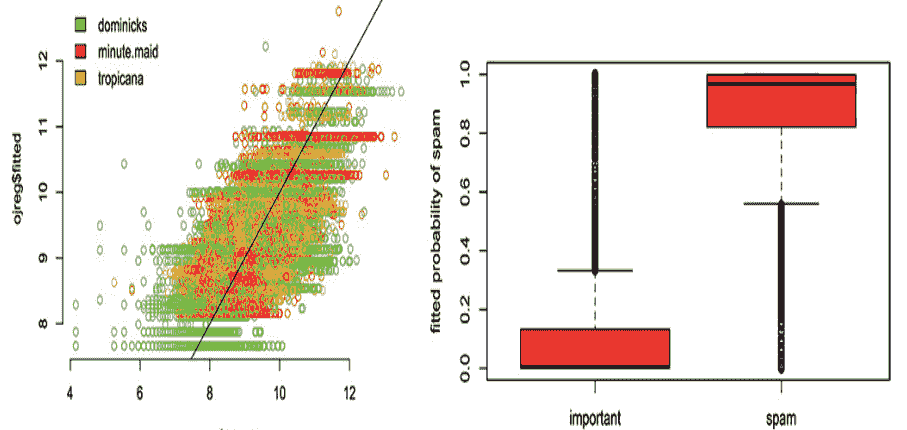 dominicks
minute.maid
tropicana
ojreg$fitted
12
11
10
9
8
4 6 8 10 12
fitted probability of spam
1.0
0.8
0.6
0.4
0.2
0.0
important spam